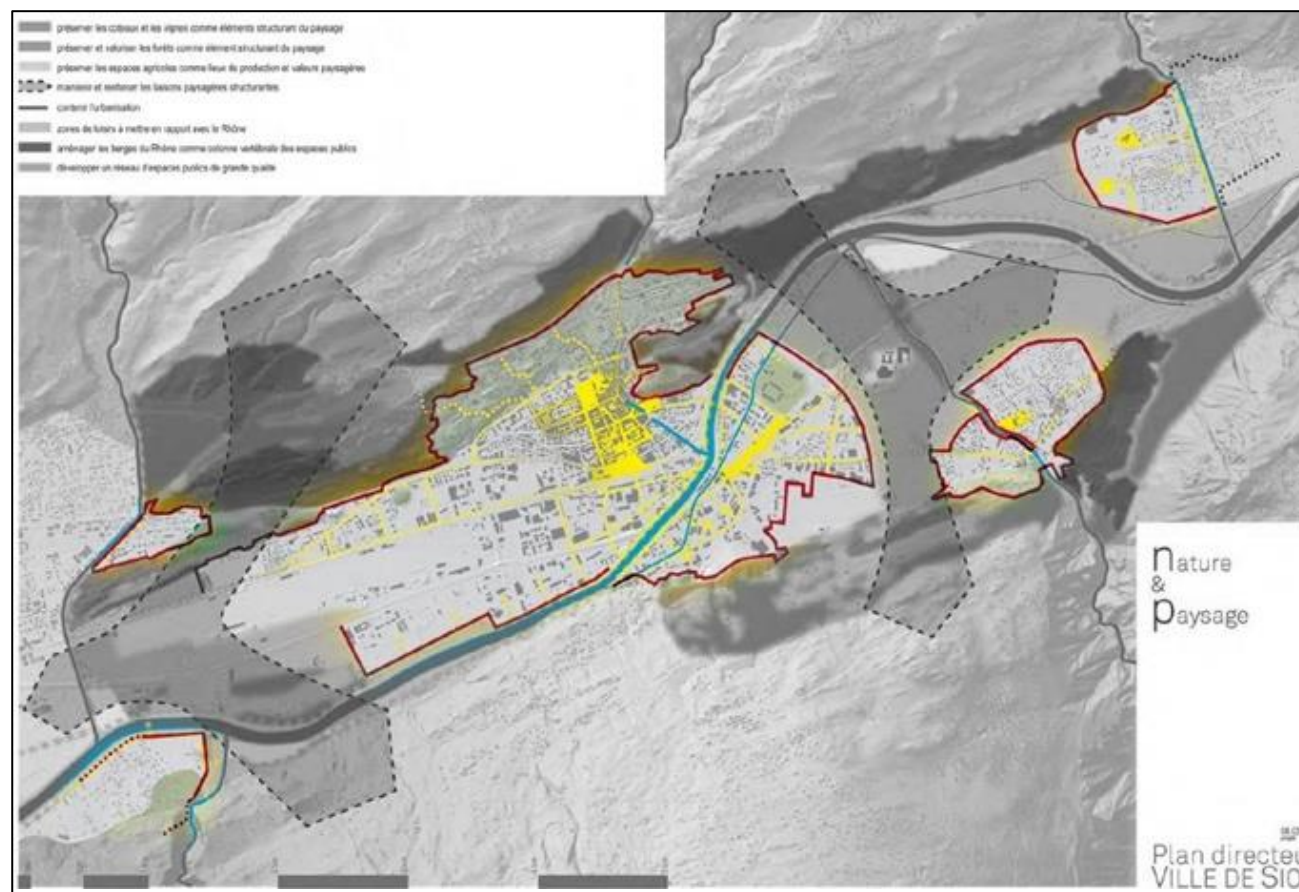 préserver les coteaux et les vignes comme éléments structurant du paysage
préserver et valoriser les forêts comme élément structurant du paysage
préserver les espaces agricoles comme lieux de production et valeurs paysagères
maintenir et renforcer les liaisons paysagères structurantes
contenir l'urbanisation
zones de loisirs à mettre en rapport avec le Rhône
aménager les berges du Rhône comme colonne vertébrale des espaces publics
développer un réseau d'espaces publics de grande qualité
nature
&
paysage
Plan directeu
VILLE DE SIO